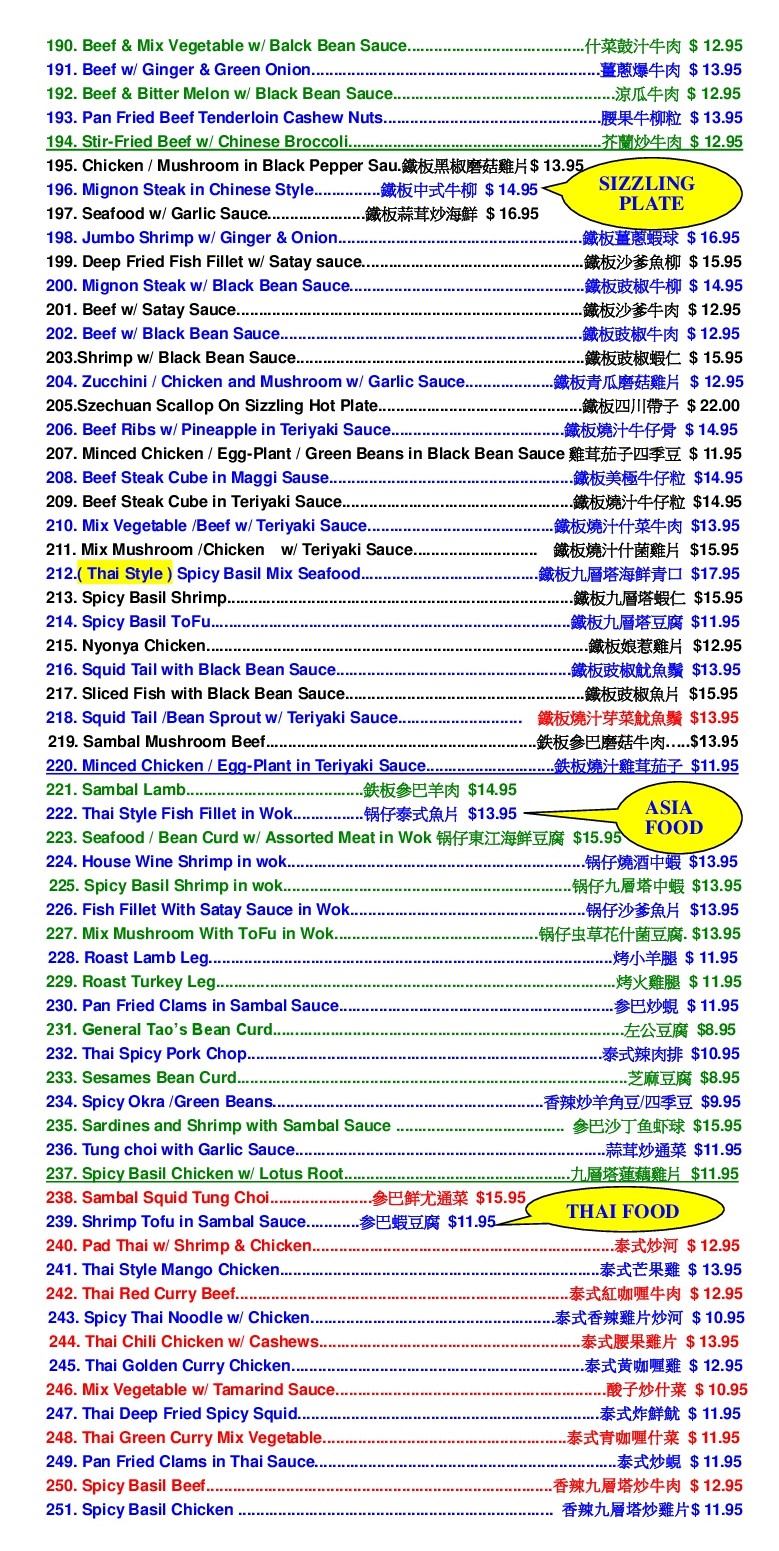 190. Beef & Mix Vegetable w/ Balck Bean Sauce..........................................什菜鼓汁牛肉 $ 12.95
191. Beef w/ Ginger & Green Onion....................................................................薑蔥爆牛肉 $ 13.95
192. Beef & Bitter Melon w/ Black Bean Sauce.....................................................涼瓜牛肉 $ 12.95
193. Pan Fried Beef Tenderloin Cashew Nuts....................................................腰果牛柳粒 $ 13.95
194. Stir-Fried Beef w/ Chinese Broccoli.............................................................芥蘭炒牛肉 $ 12.95
195. Chicken / Mushroom in Black Pepper Sau.鐵板黑椒磨菇雞片$ 13.95
196. Mignon Steak in Chinese Style...............鐵板中式牛柳 $ 14.95
SIZZLING
PLATE
197. Seafood w/ Garlic Sauce.......................鐵板蒜茸炒海鮮 $ 16.95
198. Jumbo Shrimp w/ Ginger & Onion..........................................................鐵板薑蔥蝦球 $ 16.95
199. Deep Fried Fish Fillet w/ Satay sauce.....................................................鐵板沙爹魚柳 $ 15.95
200. Mignon Steak w/ Black Bean Sauce........................................................鐵板豉椒牛柳 $ 14.95
201. Beef w/ Satay Sauce...................................................................................鐵板沙爹牛肉 $ 12.95
202. Beef w/ Black Bean Sauce.........................................................................鐵板豉椒牛肉 $ 12.95
203.Shrimp w/ Black Bean Sauce.....................................................................鐵板豉椒蝦仁 $ 15.95
204. Zucchini / Chicken and Mushroom w/ Garlic Sauce.....................鐵板青瓜磨菇雞片 $ 12.95
205.Szechuan Scallop On Sizzling Hot Plate.................................................鐵板四川帶子 $ 22.00
206. Beef Ribs w/ Pineapple in Teriyaki Sauce..........................................鐵板燒汁牛仔骨 $ 14.95
207. Minced Chicken / Egg-Plant / Green Beans in Black Bean Sauce 雞茸茄子四季豆 $ 11.95
208. Beef Steak Cube in Maggi Sause.........................................................鐵板美極牛仔粒 $14.95
209. Beef Steak Cube in Teriyaki Sauce......................................................鐵板燒汁牛仔粒 $14.95
210. Mix Vegetable /Beef w/ Teriyaki Sauce.............................................鐵板燒汁什菜牛肉 $13.95
211. Mix Mushroom /Chicken w/ Teriyaki Sauce.............................. 鐵板燒汁什菌雞片 $15.95
212.( Thai Style ) Spicy Basil Mix Seafood...........................................鐵板九層塔海鮮青口 $17.95
213. Spicy Basil Shrimp...................................................................................鐵板九層塔蝦仁 $15.95
214. Spicy Basil ToFu.......................................................................................鐵板九層塔豆腐 $11.95
215. Nyonya Chicken...........................................................................................鐵板娘惹雞片 $12.95
216. Squid Tail with Black Bean Sauce.........................................................鐵板豉椒魷魚鬚 $13.95
217. Sliced Fish with Black Bean Sauce..........................................................鐵板豉椒魚片 $15.95
218. Squid Tail /Bean Sprout w/ Teriyaki Sauce.............................. 鐵板燒汁芽菜魷魚鬚 $13.95
219. Sambal Mushroom Beef.................................................................鉄板參巴磨菇牛肉.....$13.95
220. Minced Chicken / Egg-Plant in Teriyaki Sauce...............................鉄板燒汁雞茸茄子 $11.95
221. Sambal Lamb...........................................鉄板參巴羊肉 $14.95
222. Thai Style Fish Fillet in Wok..................锅仔泰式魚片 $13.95
ASIA
FOOD
223. Seafood / Bean Curd w/ Assorted Meat in Wok 锅仔東江海鮮豆腐 $15.95
224. House Wine Shrimp in wok........................................................................锅仔燒酒中蝦 $13.95
225. Spicy Basil Shrimp in wok.....................................................................锅仔九層塔中蝦 $13.95
226. Fish Fillet With Satay Sauce in Wok.........................................................锅仔沙爹魚片 $13.95
227. Mix Mushroom With ToFu in Wok.................................................锅仔虫草花什菌豆腐. $13.95
228. Roast Lamb Leg.................................................................................................烤小羊腿 $ 11.95
229. Roast Turkey Leg................................................................................................烤火雞腿 $ 11.95
230. Pan Fried Clams in Sambal Sauce..................................................................参巴炒蜆 $ 11.95
231. General Tao's Bean Curd....................................................................................左公豆腐 $8.95
232. Thai Spicy Pork Chop.....................................................................................泰式辣肉排 $10.95
233. Sesames Bean Curd..............................................................................................芝麻豆腐 $8.95
234. Spicy Okra /Green Beans.................................................................香辣炒羊角豆/四季豆 $9.95
235. Sardines and Shrimp with Sambal Sauce ........................................ 參巴沙丁鱼虾球 $15.95
236. Tung choi with Garlic Sauce..........................................................................蒜茸炒通菜 $11.95
237. Spicy Basil Chicken w/ Lotus Root.......................................................九層塔蓮藕雞片 $11.95
238. Sambal Squid Tung Choi........................參巴鮮尤通菜 $15.95
THAI FOOD
239. Shrimp Tofu in Sambal Sauce............參巴蝦豆腐 $11.95
240. Pad Thai w/ Shrimp & Chicken..........................................................................泰式炒河 $ 12.95
241. Thai Style Mango Chicken..............................................................................泰式芒果雞 $ 13.95
242. Thai Red Curry Beef.................................................................................泰式紅咖喱牛肉 $ 12.95
243. Spicy Thai Noodle w/ Chicken...........................................................泰式香辣雞片炒河 $ 10.95
244. Thai Chili Chicken w/ Cashews................................................................泰式腰果雞片 $ 13.95
245. Thai Golden Curry Chicken.........................................................................泰式黃咖喱雞 $ 12.95
246. Mix Vegetable w/ Tamarind Sauce.................................................................酸子炒什菜 $ 10.95
247. Thai Deep Fried Spicy Squid..........................................................................泰式炸鮮魷 $ 11.95
248. Thai Green Curry Mix Vegetable...........................................................泰式青咖喱什菜 $ 11.95
249. Pan Fried Clams in Thai Sauce.........................................................................泰式炒蜆 $ 11.95
250. Spicy Basil Beef...................................................................................香辣九層塔炒牛肉 $ 12.95
251. Spicy Basil Chicken ............................................................................ 香辣九層塔炒雞片$ 11.95